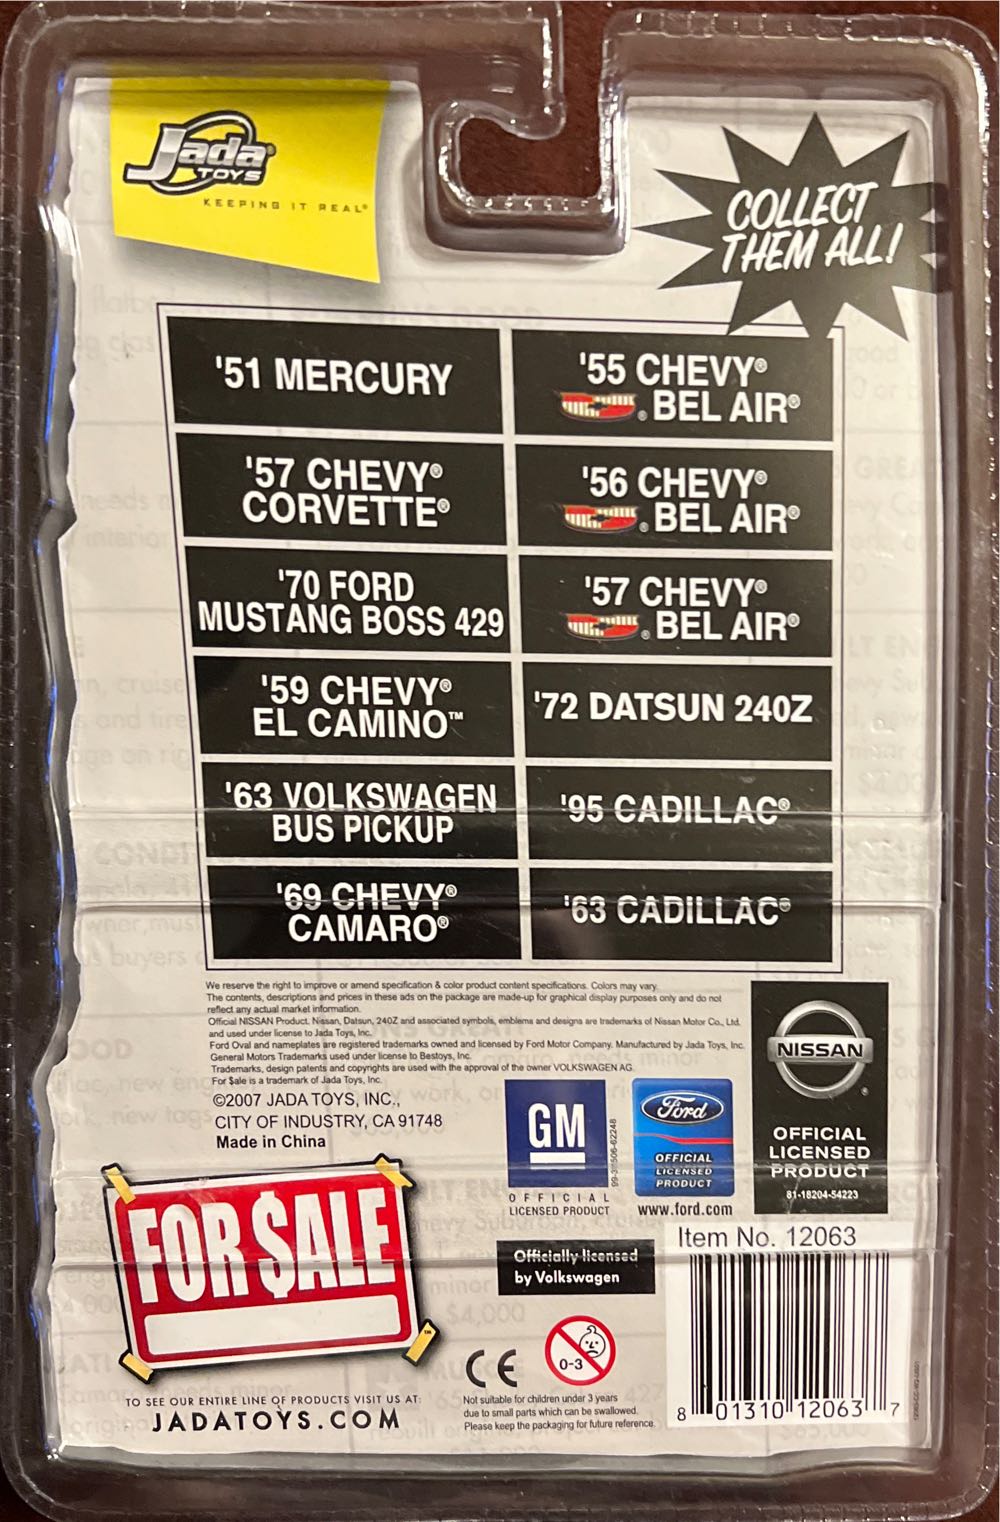 Jada®
TOYS
KEEPING IT REAL®
COLLECT
THEM ALL!
'51 MERCURY
'55 CHEVY®
® BEL AIR®
'57 CHEVY®
CORVETTE®
'56 CHEVY®
® BEL AIR®
'70 FORD
MUSTANG BOSS 429
'57 CHEVY®
® BEL AIR®
'59 CHEVY®
EL CAMINO™
'72 DATSUN 240Z
'63 VOLKSWAGEN
BUS PICKUP
'95 CADILLAC®
'69 CHEVY®
CAMARO®
'63 CADILLAC®
We reserve the right to improve or amend specification & color product content specifications. Colors may vary.
The contents, descriptions and prices in these ads on the package are made-up for graphical display purposes only and do not
reflect any actual market information.
Official NISSAN Product. Nissan, Datsun, 240Z and associated symbols, emblems and designs are trademarks of Nissan Motor Co., Ltd.
and used under license to Jada Toys, Inc.
Ford Oval and nameplates are registered trademarks owned and licensed by Ford Motor Company. Manufactured by Jada Toys, Inc.
General Motors Trademarks used under license to Bestoys, Inc.
Trademarks, design patents and copyrights are used with the approval of the owner VOLKSWAGEN AG.
For $ale is a trademark of Jada Toys, Inc.
©2007 JADA TOYS, INC.,
CITY OF INDUSTRY, CA 91748
Made in China
GM
OFFICIAL
LICENSED PRODUCT
Ford
OFFICIAL
LICENSED
PRODUCT
www.ford.com
NISSAN
®
OFFICIAL
LICENSED
PRODUCT
81-18204-54223
FOR $ALE
™
Officially licensed
by Volkswagen
Item No. 12063
CE
0-3
Not suitable for children under 3 years
due to small parts which can be swallowed.
Please keep the packaging for future reference.
8 01310 12063 7
TO SEE OUR ENTIRE LINE OF PRODUCTS VISIT US AT:
JADATOYS.COM